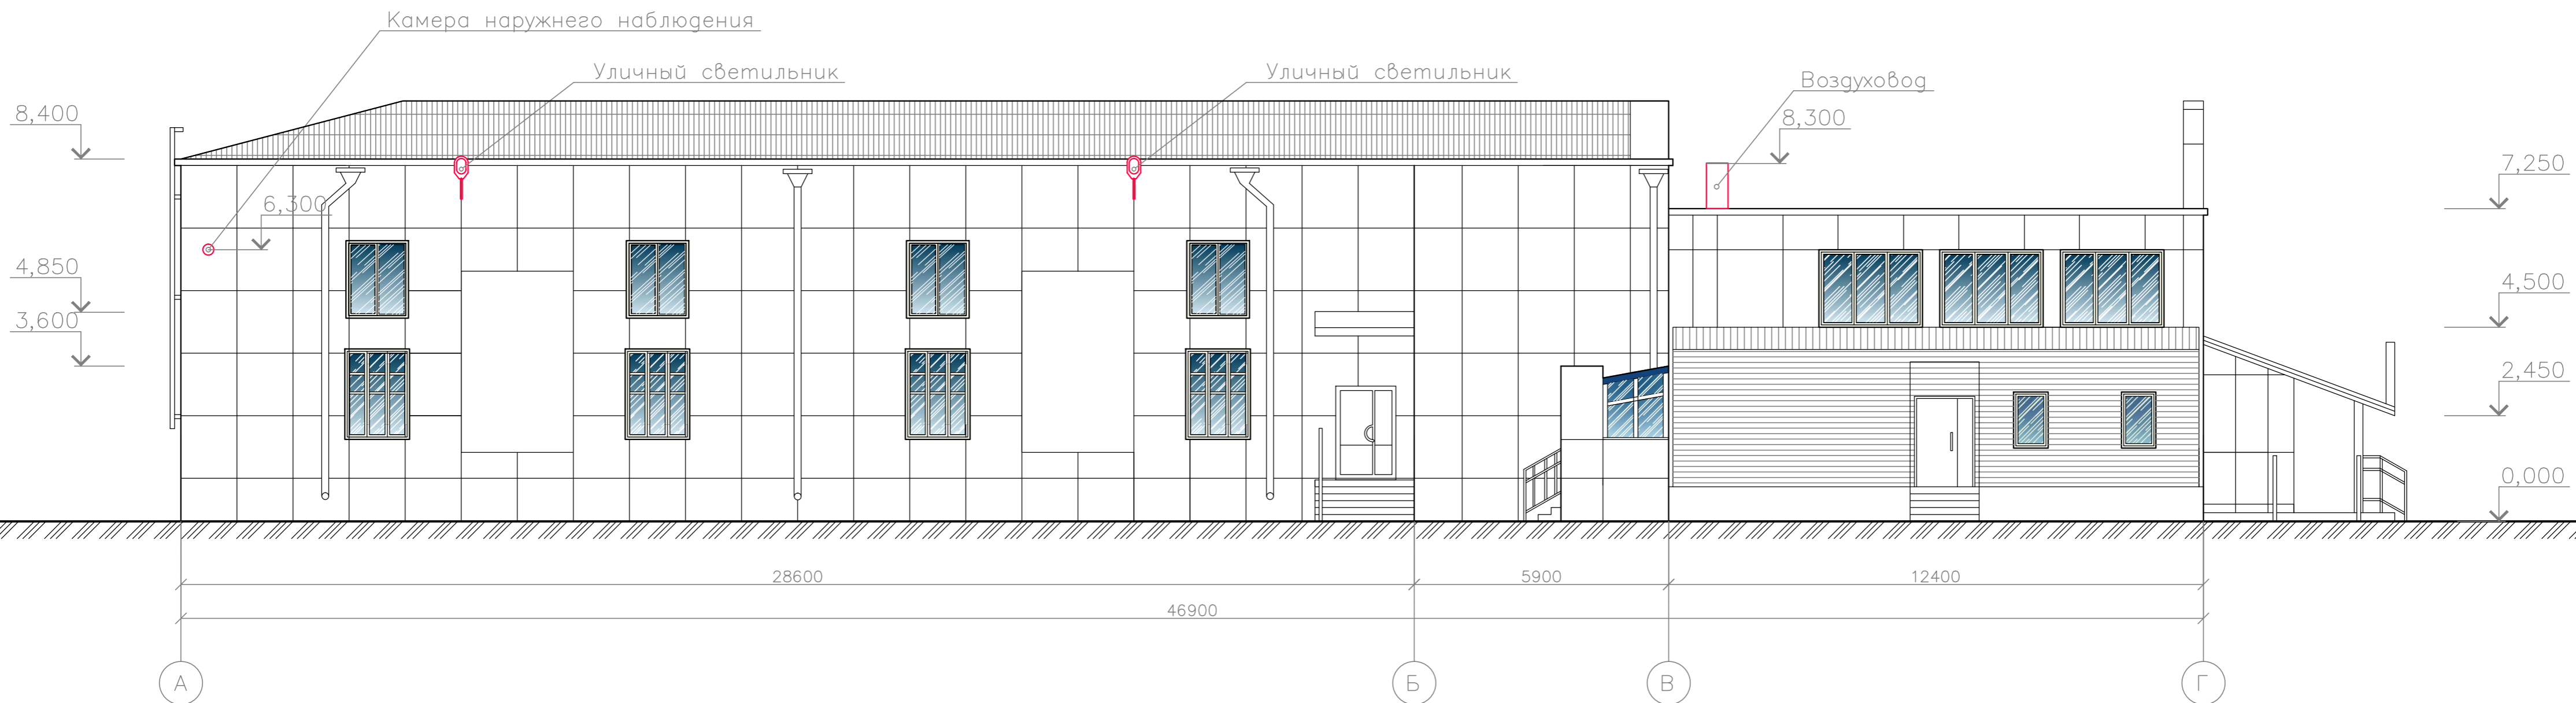 Камера наружнего наблюдения
Уличный светильник
Уличный светильник
Воздуховод
8,400
8,300
7,250
6,300
4,850
4,500
3,600
2,450
0,000
28600
5900
12400
46900
А
Б
В
Г